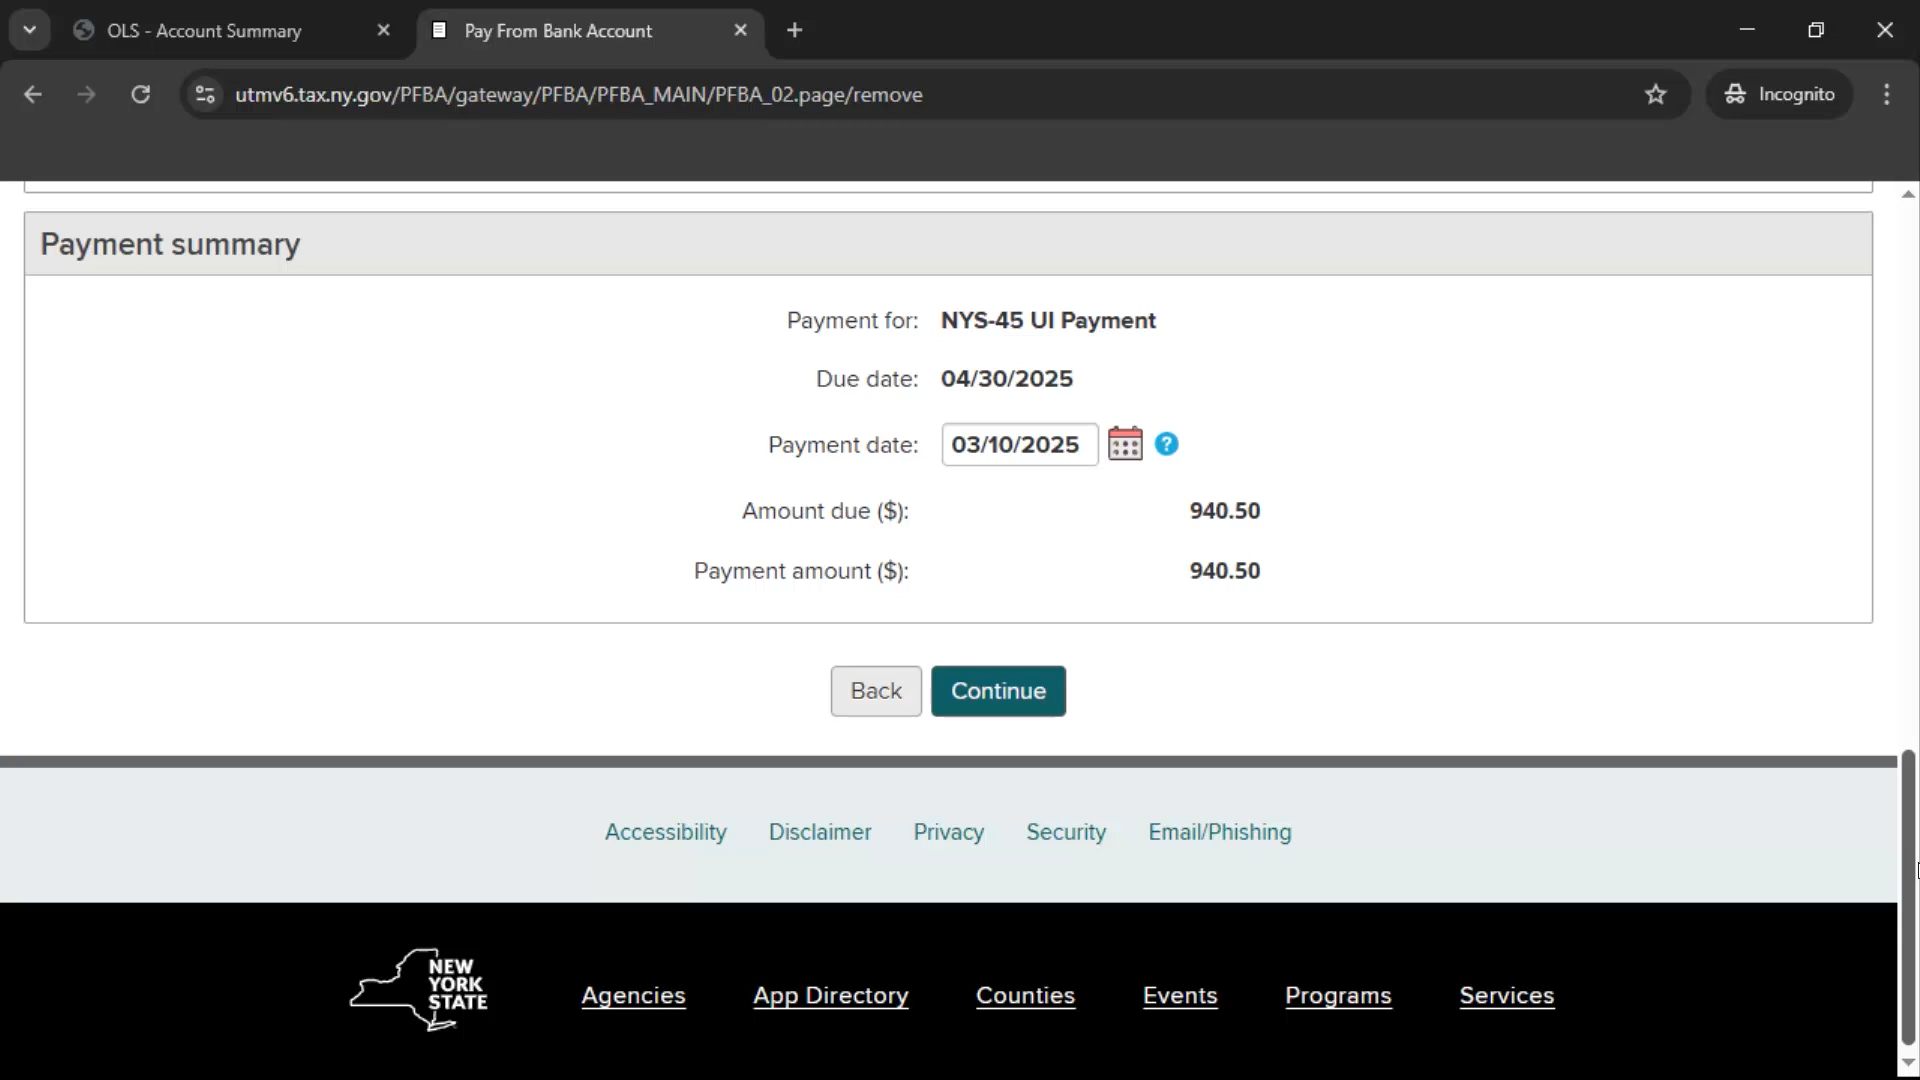 OLS - Account Summary
Pay From Bank Account
utmv6.tax.ny.gov/PFBA/gateway/PFBA/PFBA_MAIN/PFBA_02.page/remove
Incognito
Payment summary
Payment for: NYS-45 UI Payment
Due date: 04/30/2025
Payment date: 03/10/2025 ?
Amount due ($): 940.50
Payment amount ($): 940.50
Back Continue
Accessibility Disclaimer Privacy Security Email/Phishing
NEW
YORK
STATE
Agencies App Directory Counties Events Programs Services